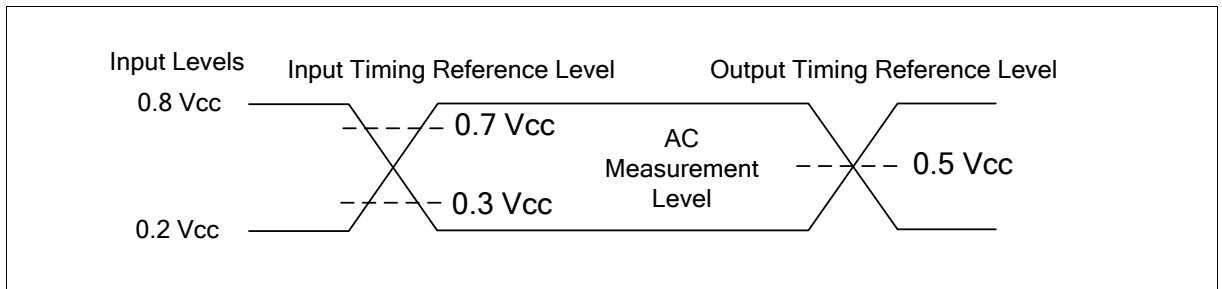 Input Levels
Input Timing Reference Level
Output Timing Reference Level
0.8 Vcc
0.7 Vcc
AC
Measurement
Level
0.5 Vcc
0.3 Vcc
0.2 Vcc